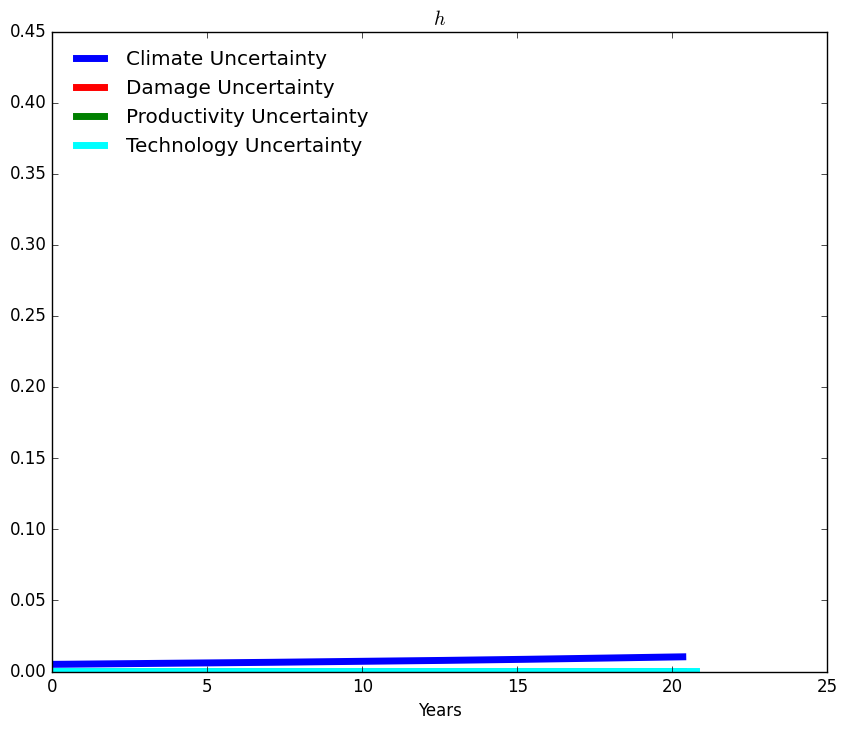 h
0.45
0.40
0.35
0.30
0.25
0.20
0.15
0.10
0.05
0.00
Climate Uncertainty
Damage Uncertainty
Productivity Uncertainty
Technology Uncertainty
0 5 10 15 20 25
Years